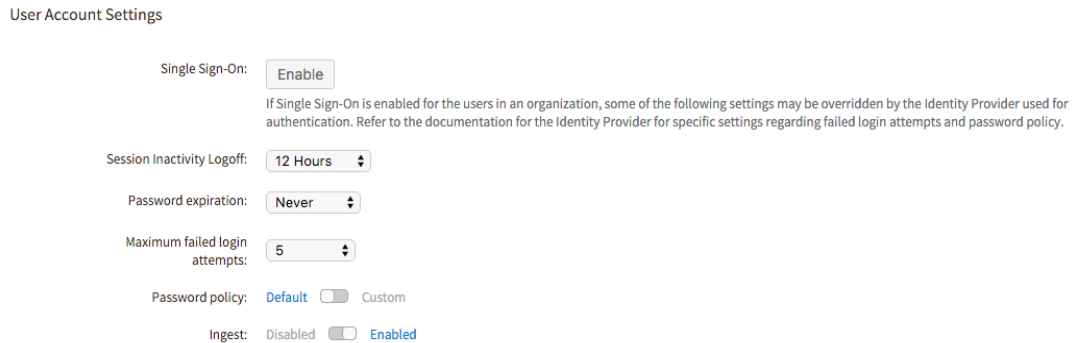 User Account Settings
Single Sign-On: Enable
If Single Sign-On is enabled for the users in an organization, some of the following settings may be overridden by the Identity Provider used for
authentication. Refer to the documentation for the Identity Provider for specific settings regarding failed login attempts and password policy.
Session Inactivity Logoff: 12 Hours
Password expiration: Never
Maximum failed login
attempts: 5
Password policy: Default Custom
Ingest: Disabled Enabled